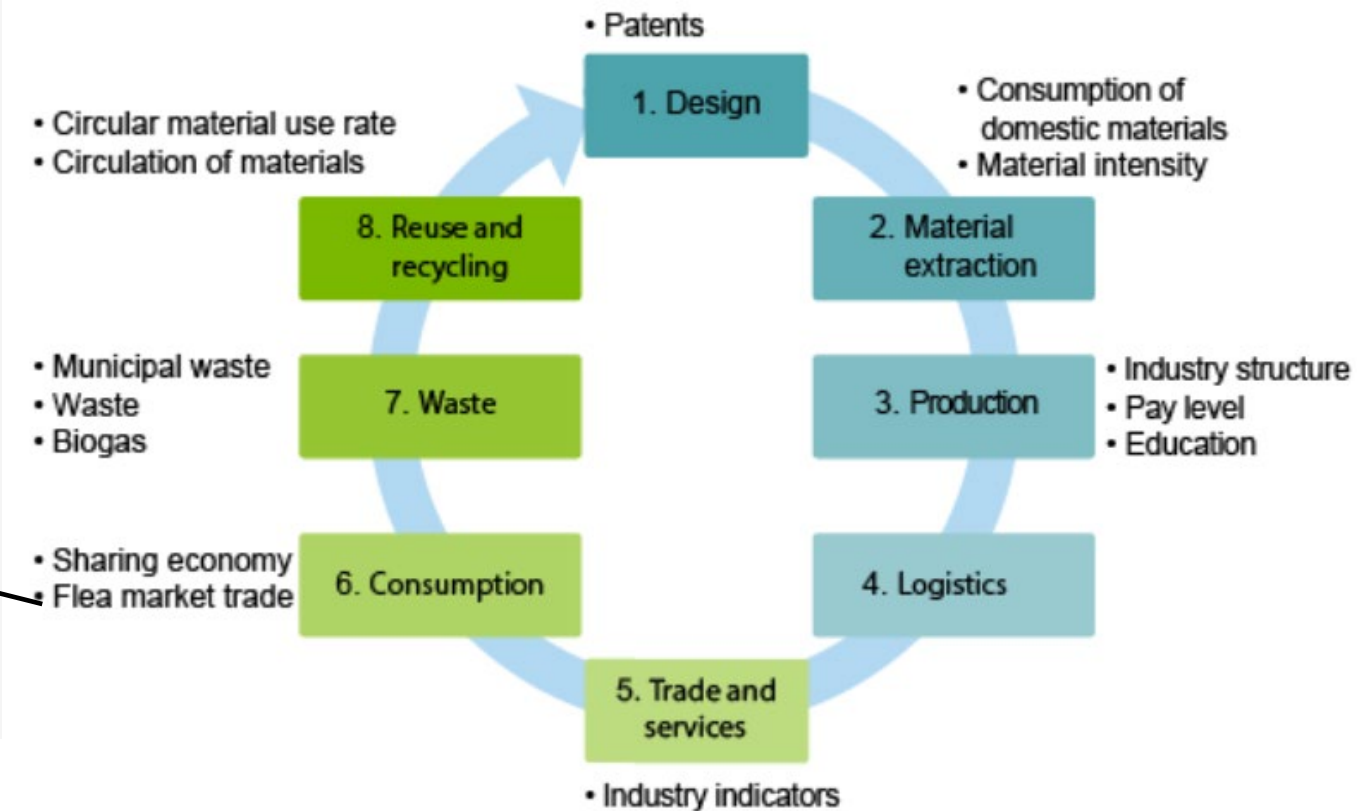 • Patents
1. Design
• Consumption of
domestic materials
• Material intensity
2. Material
extraction
• Industry structure
• Pay level
• Education
3. Production
4. Logistics
5. Trade and
services
• Industry indicators
6. Consumption
• Sharing economy
• Flea market trade
7. Waste
• Municipal waste
• Waste
• Biogas
8. Reuse and
recycling
• Circular material use rate
• Circulation of materials